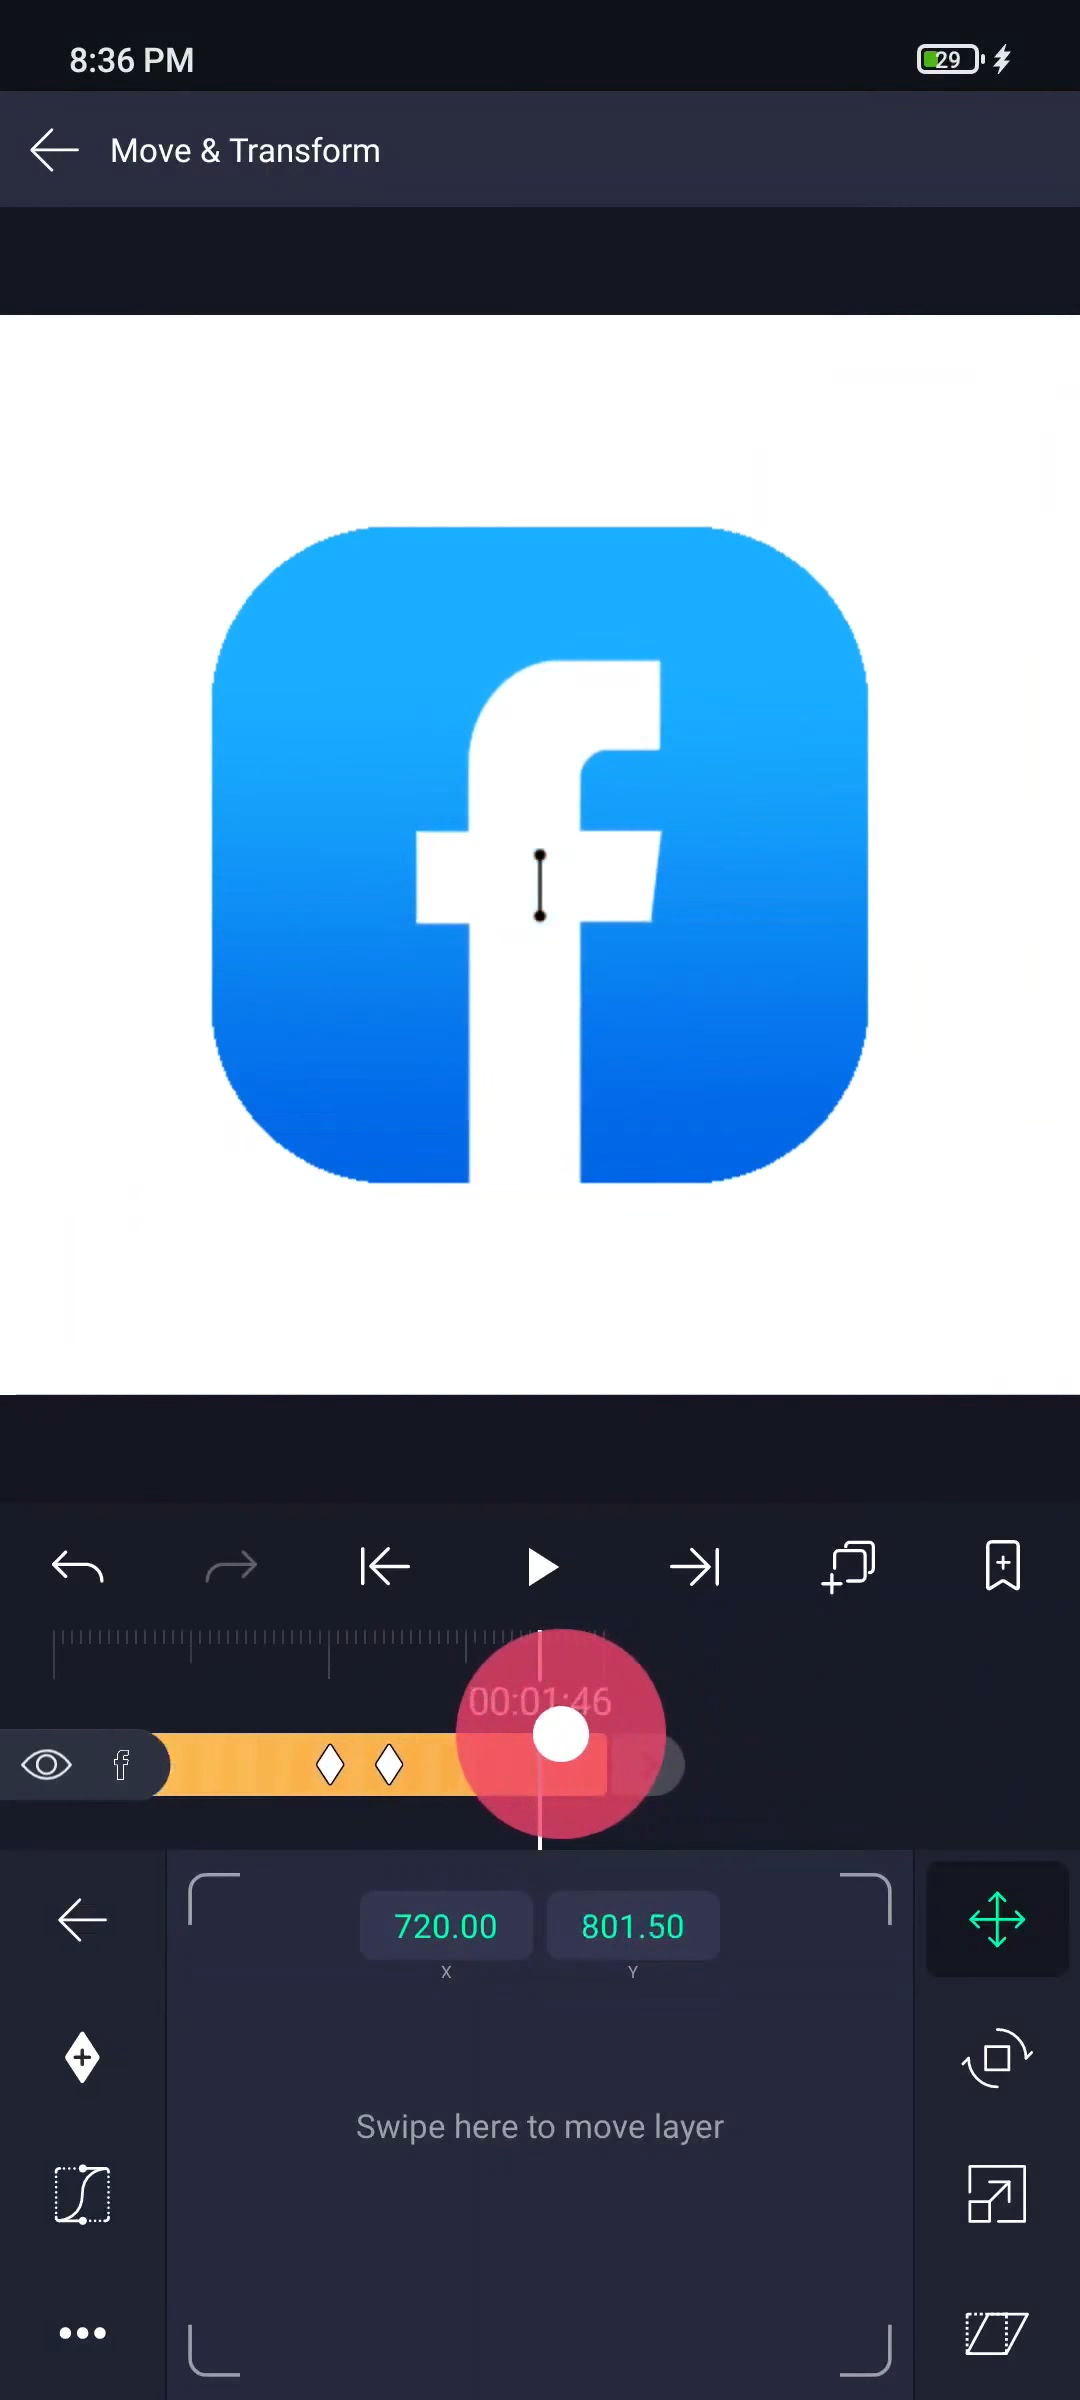 8:36 PM
29
Move & Transform
f
00:01:46
f
720.00 801.50
X Y
Swipe here to move layer